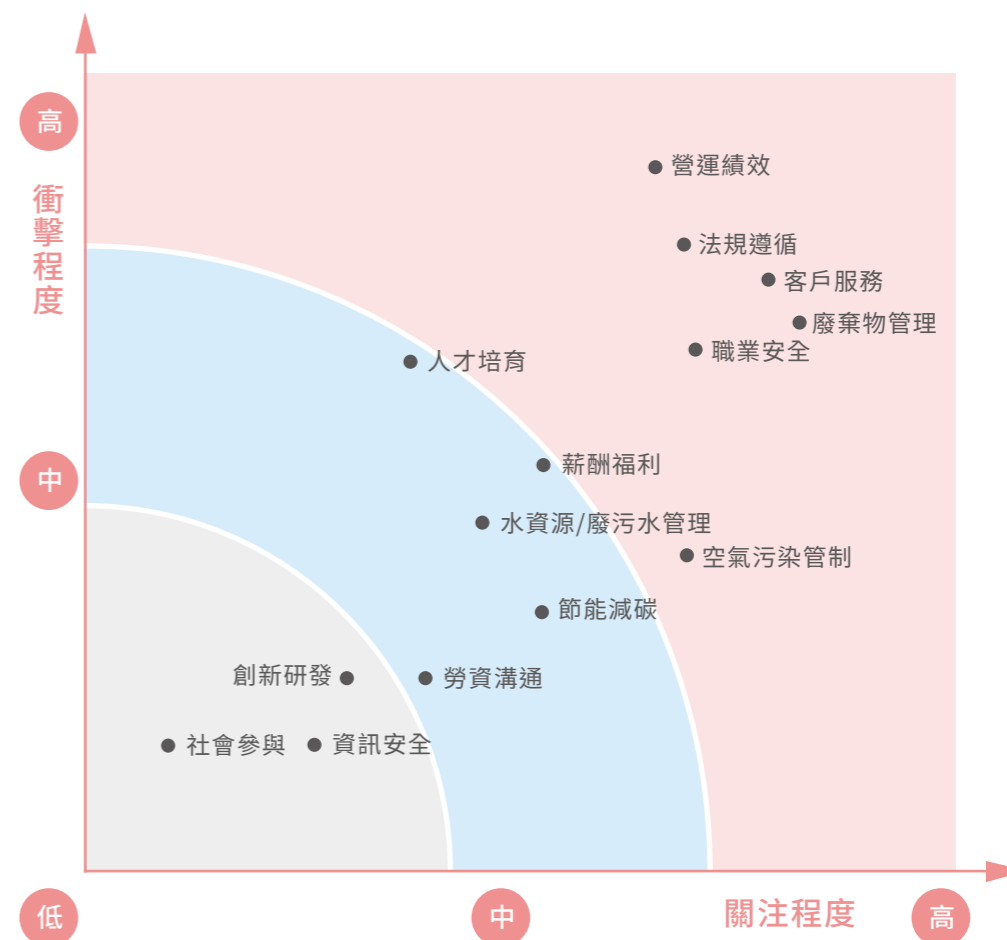 高
衝擊程度
營運績效
法規遵循
客戶服務
廢棄物管理
職業安全
人才培育
中
薪酬福利
水資源/廢污水管理
空氣污染管制
節能減碳
創新研發
勞資溝通
社會參與
資訊安全
低
中
關注程度
高